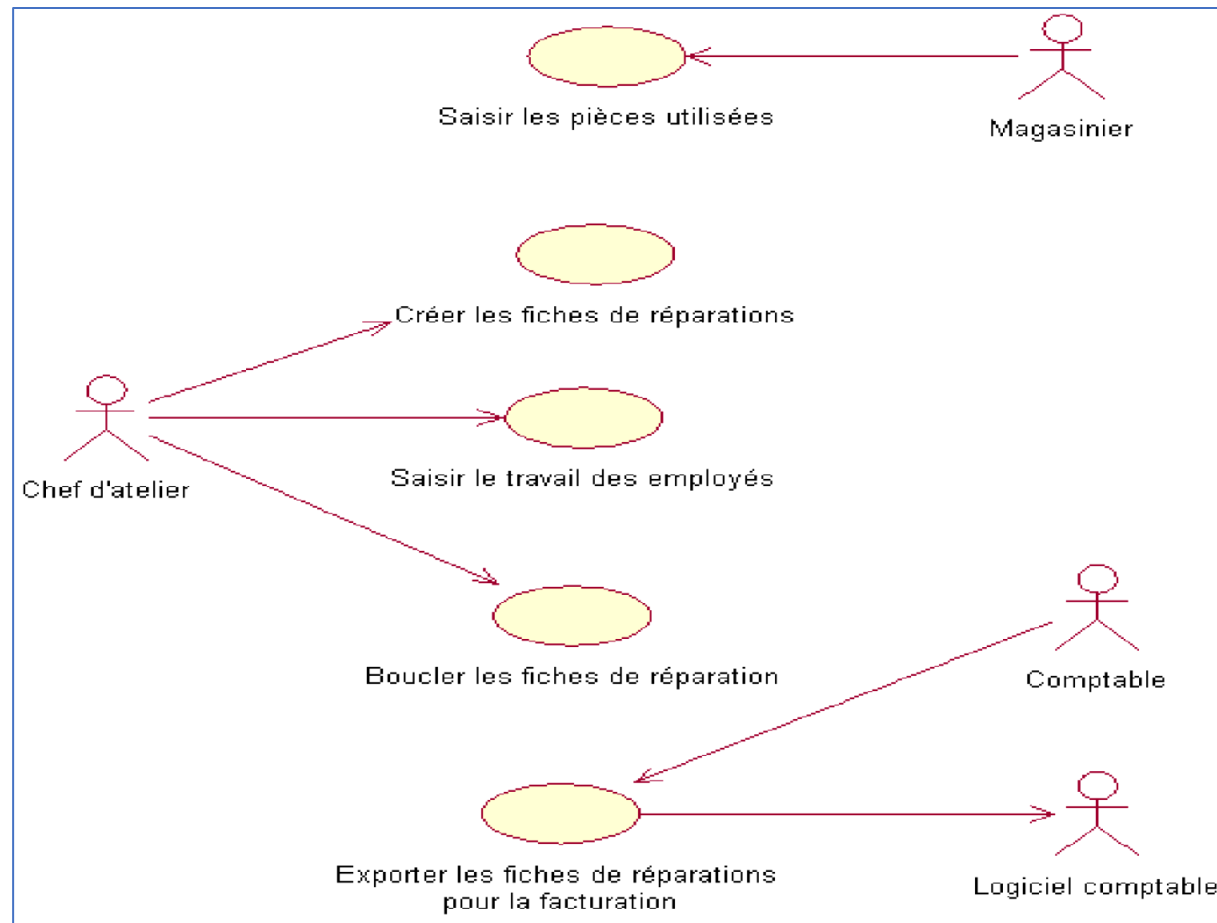 Saisir les pièces utilisées
Magasinier
Créer les fiches de réparations
Chef d'atelier
Saisir le travail des employés
Boucler les fiches de réparation
Comptable
Exporter les fiches de réparations
pour la facturation
Logiciel comptable